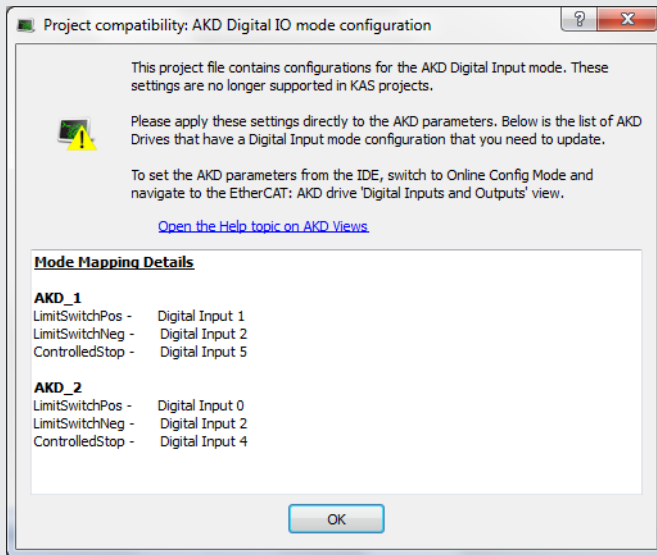 Project compatibility: AKD Digital IO mode configuration
This project file contains configurations for the AKD Digital Input mode. These
settings are no longer supported in KAS projects.
Please apply these settings directly to the AKD parameters. Below is the list of AKD
Drives that have a Digital Input mode configuration that you need to update.
To set the AKD parameters from the IDE, switch to Online Config Mode and
navigate to the EtherCAT: AKD drive 'Digital Inputs and Outputs' view.
Open the Help topic on AKD Views
Mode Mapping Details
AKD_1
LimitSwitchPos - Digital Input 1
LimitSwitchNeg - Digital Input 2
ControlledStop - Digital Input 5
AKD_2
LimitSwitchPos - Digital Input 0
LimitSwitchNeg - Digital Input 2
ControlledStop - Digital Input 4
OK